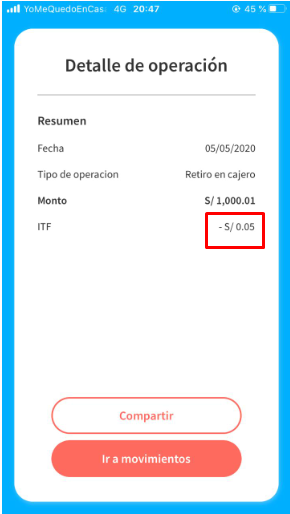 YoMeQuedoEnCas 4G 20:47 45 %
Detalle de operación
Resumen
Fecha 05/05/2020
Tipo de operacion Retiro en cajero
Monto S/ 1,000.01
ITF - S/ 0.05
Compartir
Ir a movimientos